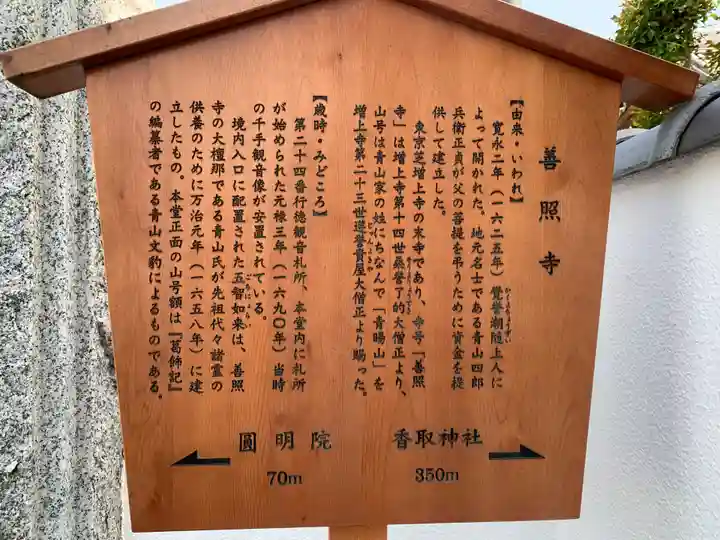 善照寺
【由来・いわれ】
寛永二年（一六二五年）覺誉潮随上人に
よって開かれた。地元名士である青山四郎
兵衛正貞が父の菩提を弔うために資金を提
供して建立した。
東京芝増上寺の末寺であり、寺号「善照
寺」は増上寺第十四世桑誉了的大僧正より、
山号は青山家の姓にちなんで「青暘山」を
増上寺第二十三世遵誉貴屋大僧正より賜った。
【歳時・みどころ】
第二十四番行徳観音札所、本堂内に札所
が始められた元禄三年（一六九〇年）当時
の千手観音像が安置されている。
境内入口に配置された五智如来は、善照
寺の大檀那である青山氏が先祖代々諸霊の
供養のために万治元年（一六五八年）に建
立したもの。本堂正面の山号額は『葛飾記』
の編纂者である青山文豹によるものである。
香取神社
350m
圓明院
70m